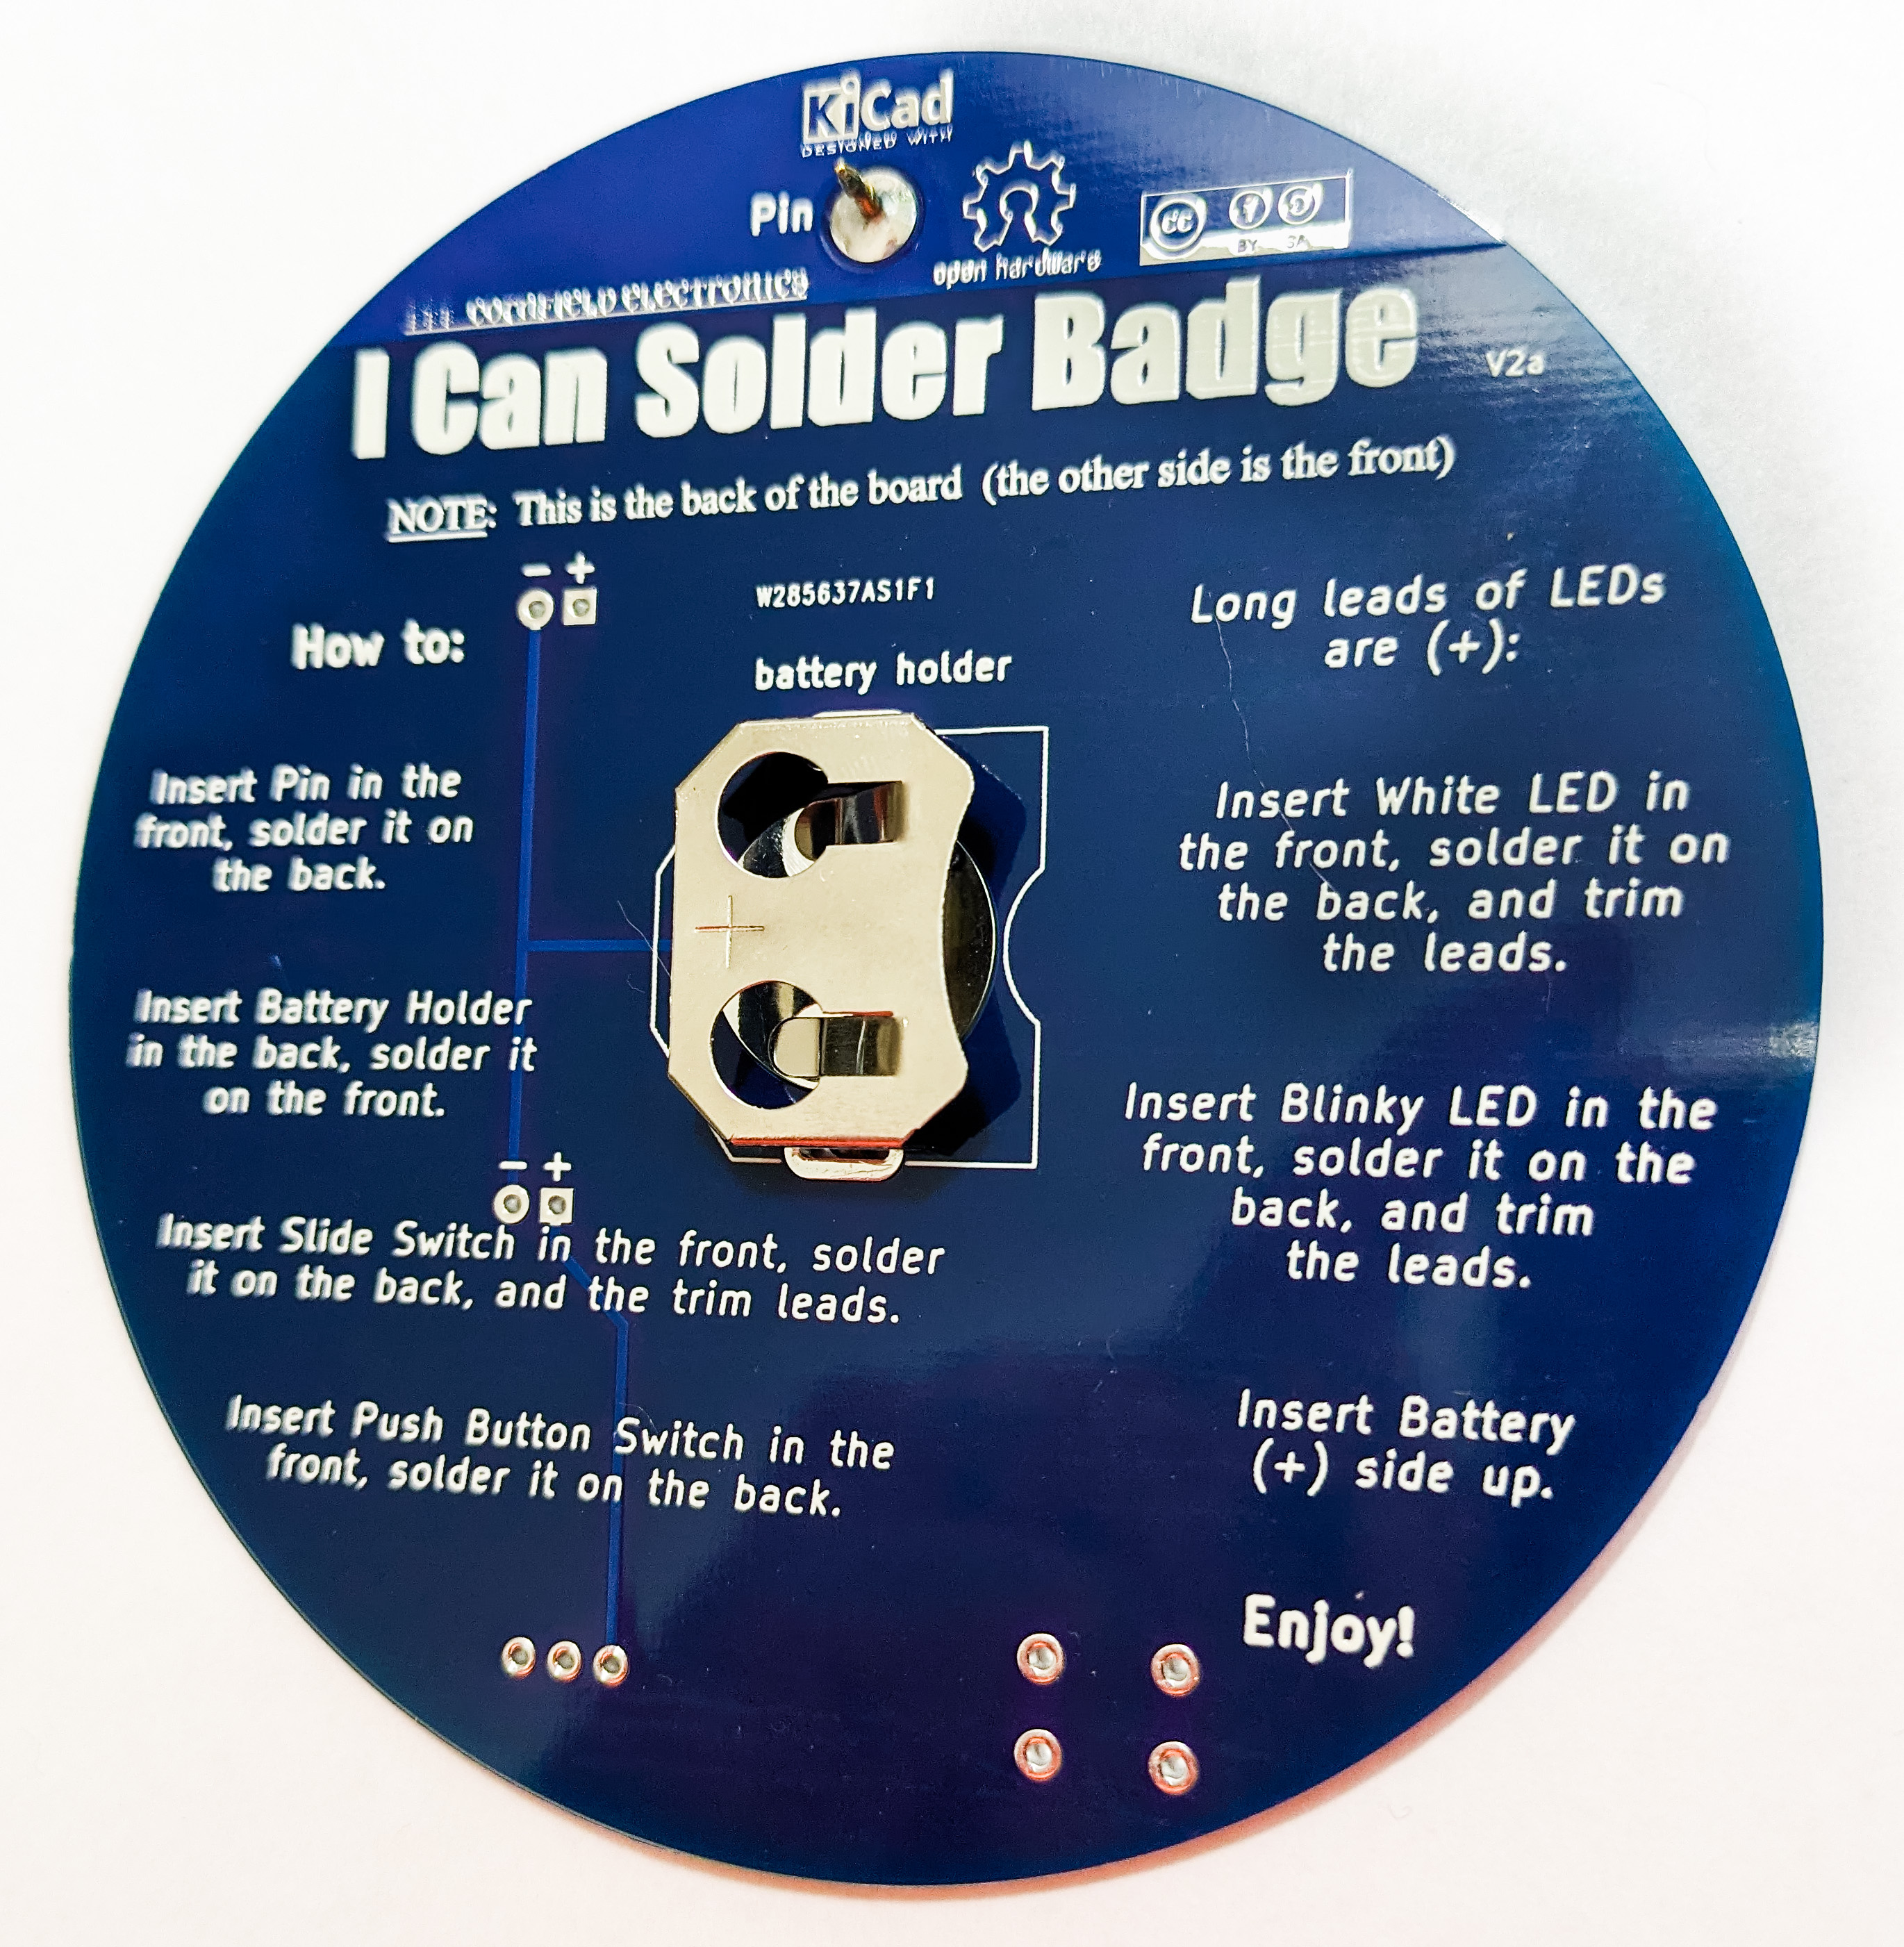 KiCad
DESIGNED WITH
Pin
open hardware
CC BY SA
CORNFIELD ELECTRONICS
I Can Solder Badge
V2a
NOTE: This is the back of the board (the other side is the front)
- +
W285637AS1F1
How to:
battery holder
Insert Pin in the
front, solder it on
the back.
Insert Battery Holder
in the back, solder it
on the front.
- +
Insert Slide Switch in the front, solder
it on the back, and the trim leads.
Insert Push Button Switch in the
front, solder it on the back.
Long leads of LEDs
are (+):
Insert White LED in
the front, solder it on
the back, and trim
the leads.
Insert Blinky LED in the
front, solder it on the
back, and trim
the leads.
Insert Battery
(+) side up.
Enjoy!